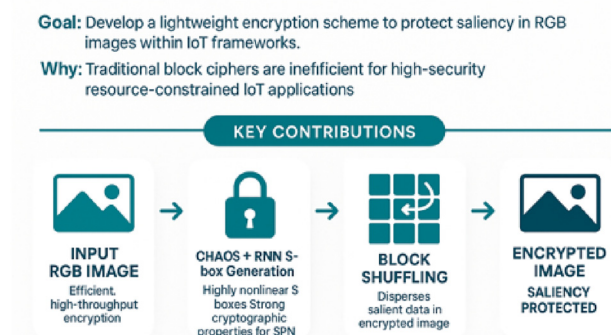 Goal: Develop a lightweight encryption scheme to protect saliency in RGB
images within IoT frameworks.
Why: Traditional block ciphers are inefficient for high-security
resource-constrained IoT applications
KEY CONTRIBUTIONS
INPUT
RGB IMAGE
Efficient,
high-throughput
encryption
CHAOS + RNN S-
box Generation
Highly nonlinear S
boxes Strong
cryptographic
properties for SPN
BLOCK
SHUFFLING
Disperses
salient data in
encrypted image
ENCRYPTED
IMAGE
SALIENCY
PROTECTED